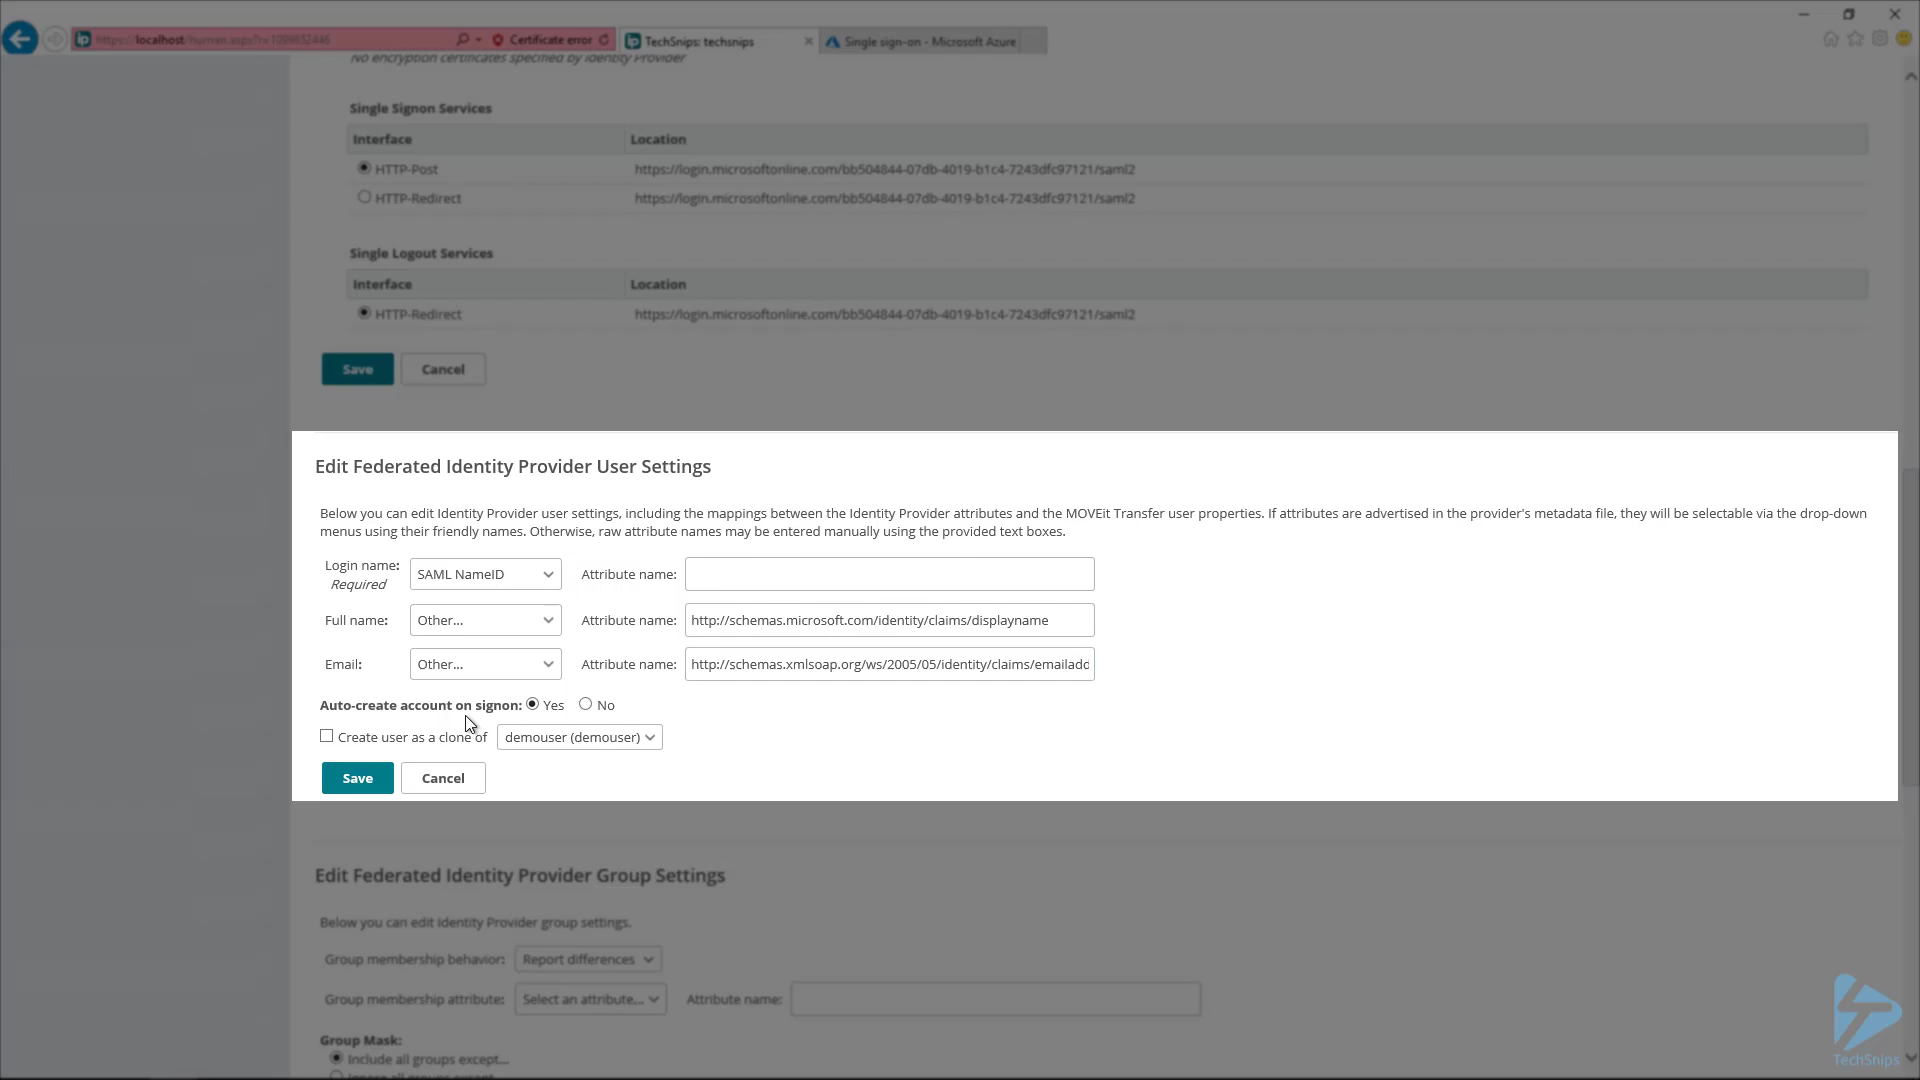 https://localhost/human.aspx?r=1099832446
Certificate error
TechSnips: techsnips
Single sign-on - Microsoft Azure
No encryption certificates specified by Identity Provider
Single Signon Services
Interface Location
HTTP-Post https://login.microsoftonline.com/bb504844-07db-4019-b1c4-7243dfc97121/saml2
HTTP-Redirect https://login.microsoftonline.com/bb504844-07db-4019-b1c4-7243dfc97121/saml2
Single Logout Services
Interface Location
HTTP-Redirect https://login.microsoftonline.com/bb504844-07db-4019-b1c4-7243dfc97121/saml2
Save Cancel
Edit Federated Identity Provider User Settings
Below you can edit Identity Provider user settings, including the mappings between the Identity Provider attributes and the MOVEit Transfer user properties. If attributes are advertised in the provider's metadata file, they will be selectable via the drop-down
menus using their friendly names. Otherwise, raw attribute names may be entered manually using the provided text boxes.
Login name: SAML NameID Attribute name:
Required
Full name: Other... Attribute name: http://schemas.microsoft.com/identity/claims/displayname
Email: Other... Attribute name: http://schemas.xmlsoap.org/ws/2005/05/identity/claims/emailadd
Auto-create account on signon: Yes No
Create user as a clone of demouser (demouser)
Save Cancel
Edit Federated Identity Provider Group Settings
Below you can edit Identity Provider group settings.
Group membership behavior: Report differences
Group membership attribute: Select an attribute... Attribute name:
Group Mask:
Include all groups except...
Ignore all groups except...
TechSnips